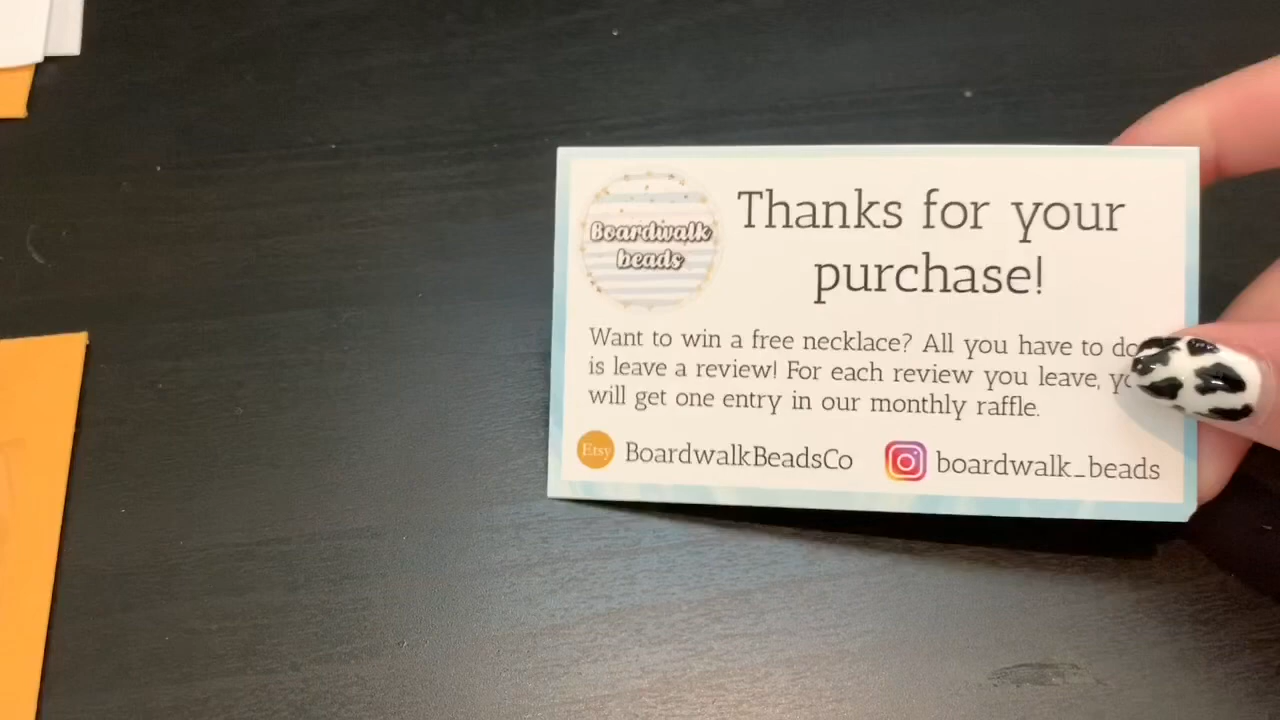 Boardwalk
beads
Thanks for your
purchase!
Want to win a free necklace? All you have to do
is leave a review! For each review you leave,
will get one entry in our monthly raffle.
Etsy BoardwalkBeadsCo
boardwalk_beads